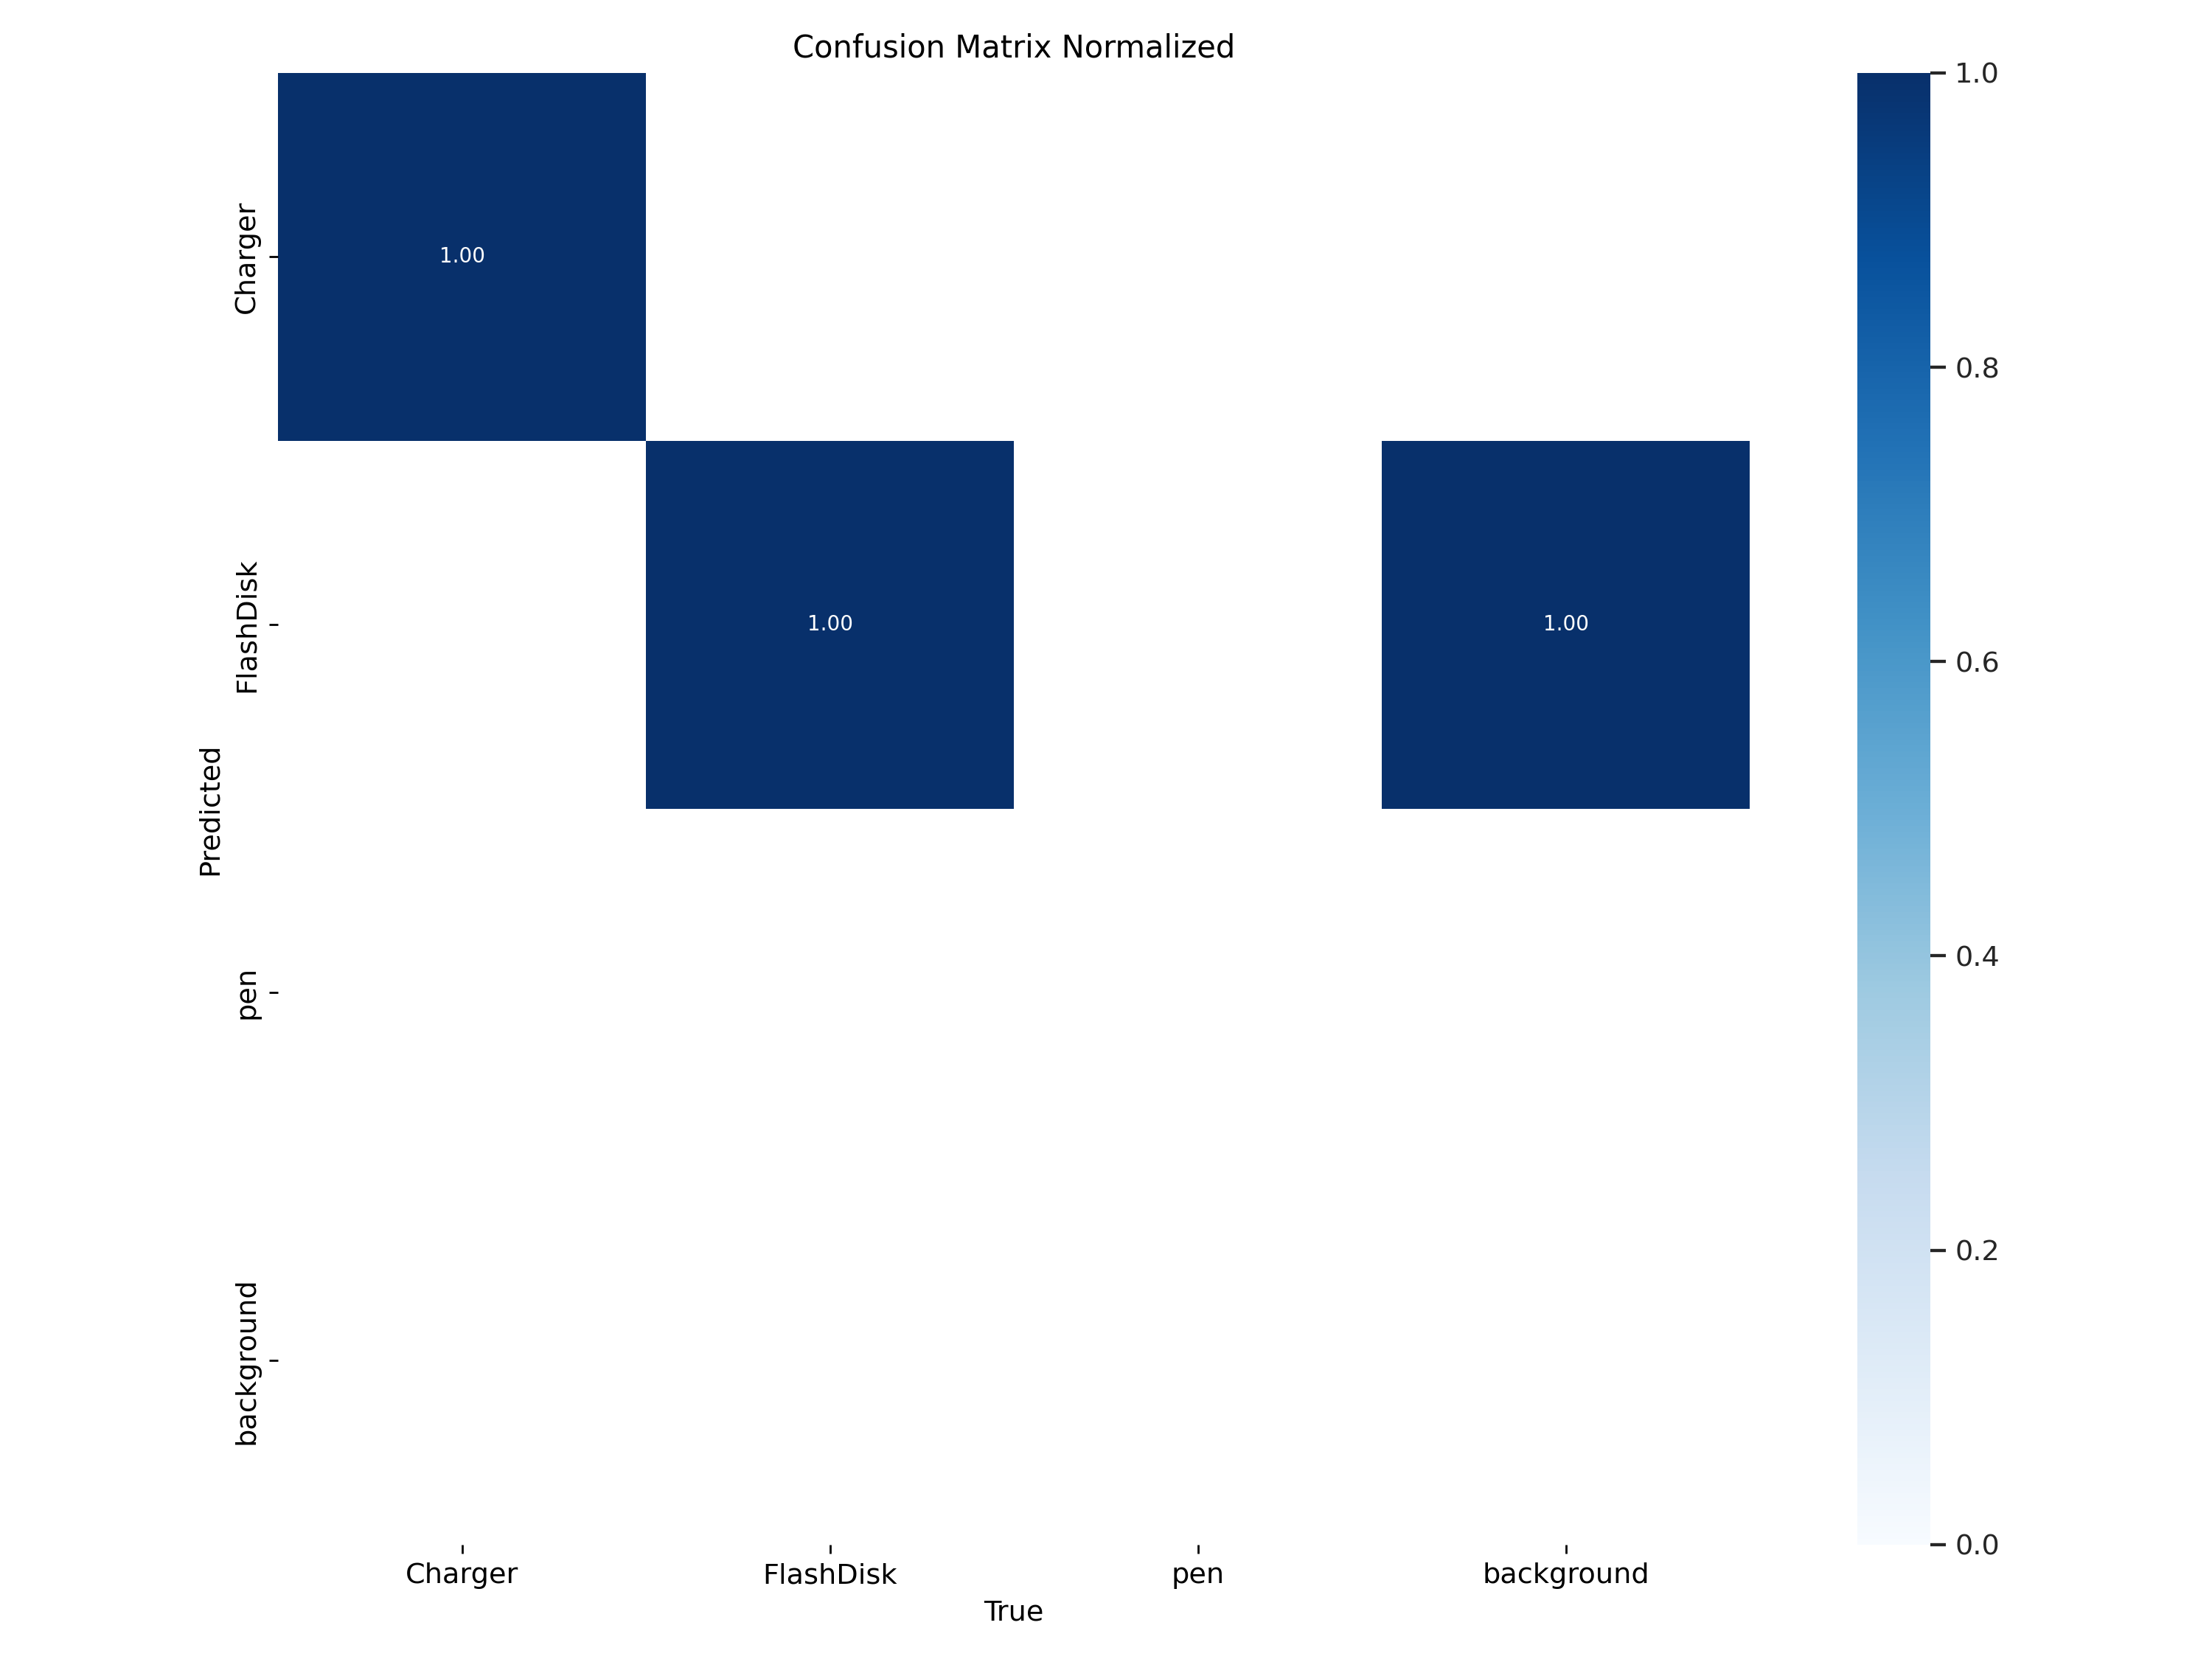 Confusion Matrix Normalized
Charger
FlashDisk
pen
background
Predicted
1.00
1.00
1.00
Charger
FlashDisk
pen
background
True
1.0
0.8
0.6
0.4
0.2
0.0